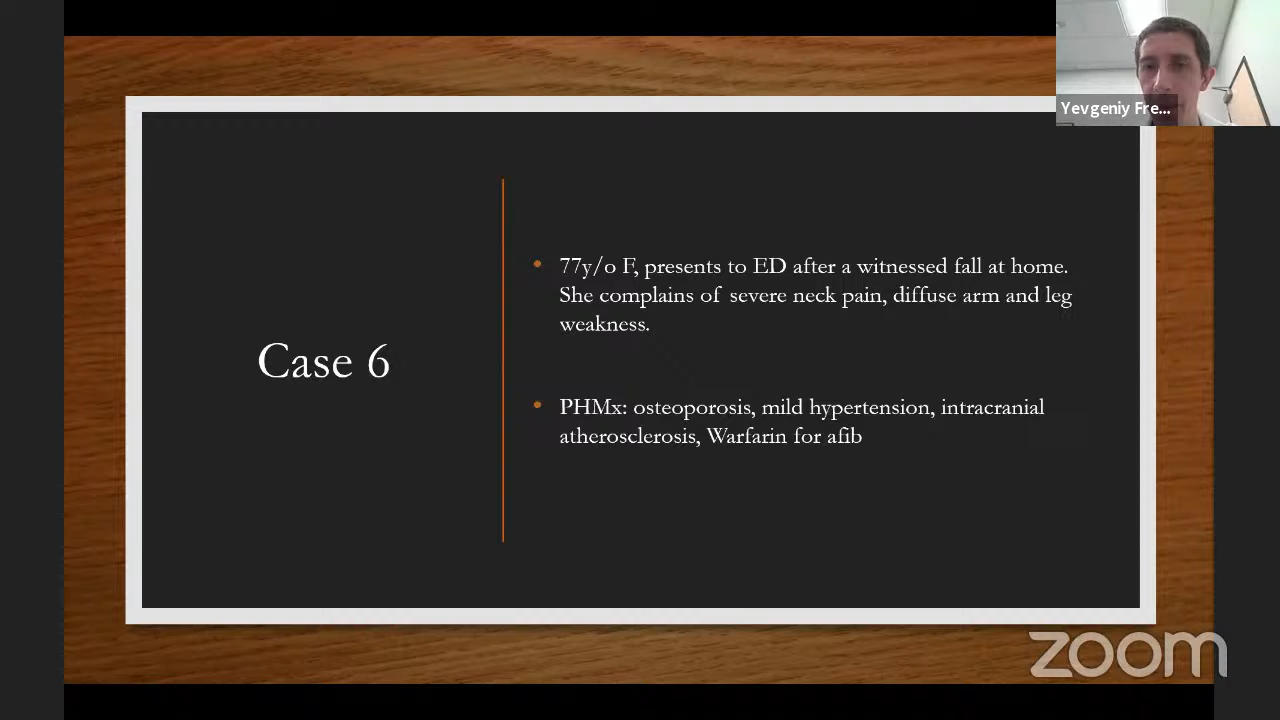 Yevgeniy Fre...
77y/o F, presents to ED after a witnessed fall at home.
She complains of severe neck pain, diffuse arm and leg
weakness.
Case 6
PHMx: osteoporosis, mild hypertension, intracranial
atherosclerosis, Warfarin for afib
zoom